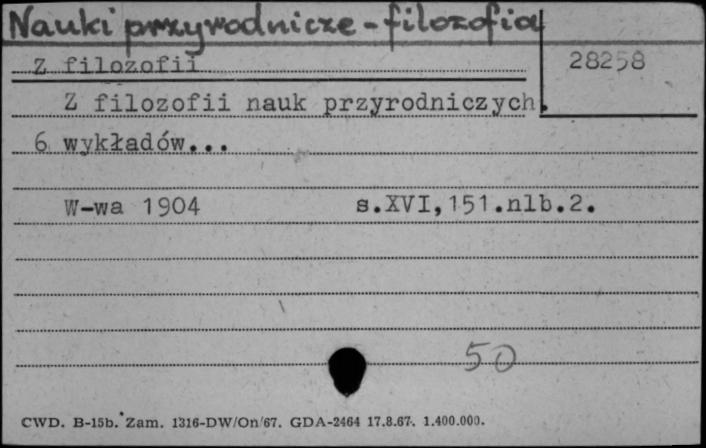 Nauki przyrodnicze - filozofia
Z filozofii
28258
Z filozofii nauk przyrodniczych.
6 wykładów...
W-wa 1904 s.XVI,151.nlb.2.
50
CWD. B-15b. Zam. 1316-DW/On/67. GDA-2464 17.8.67. 1.400.000.